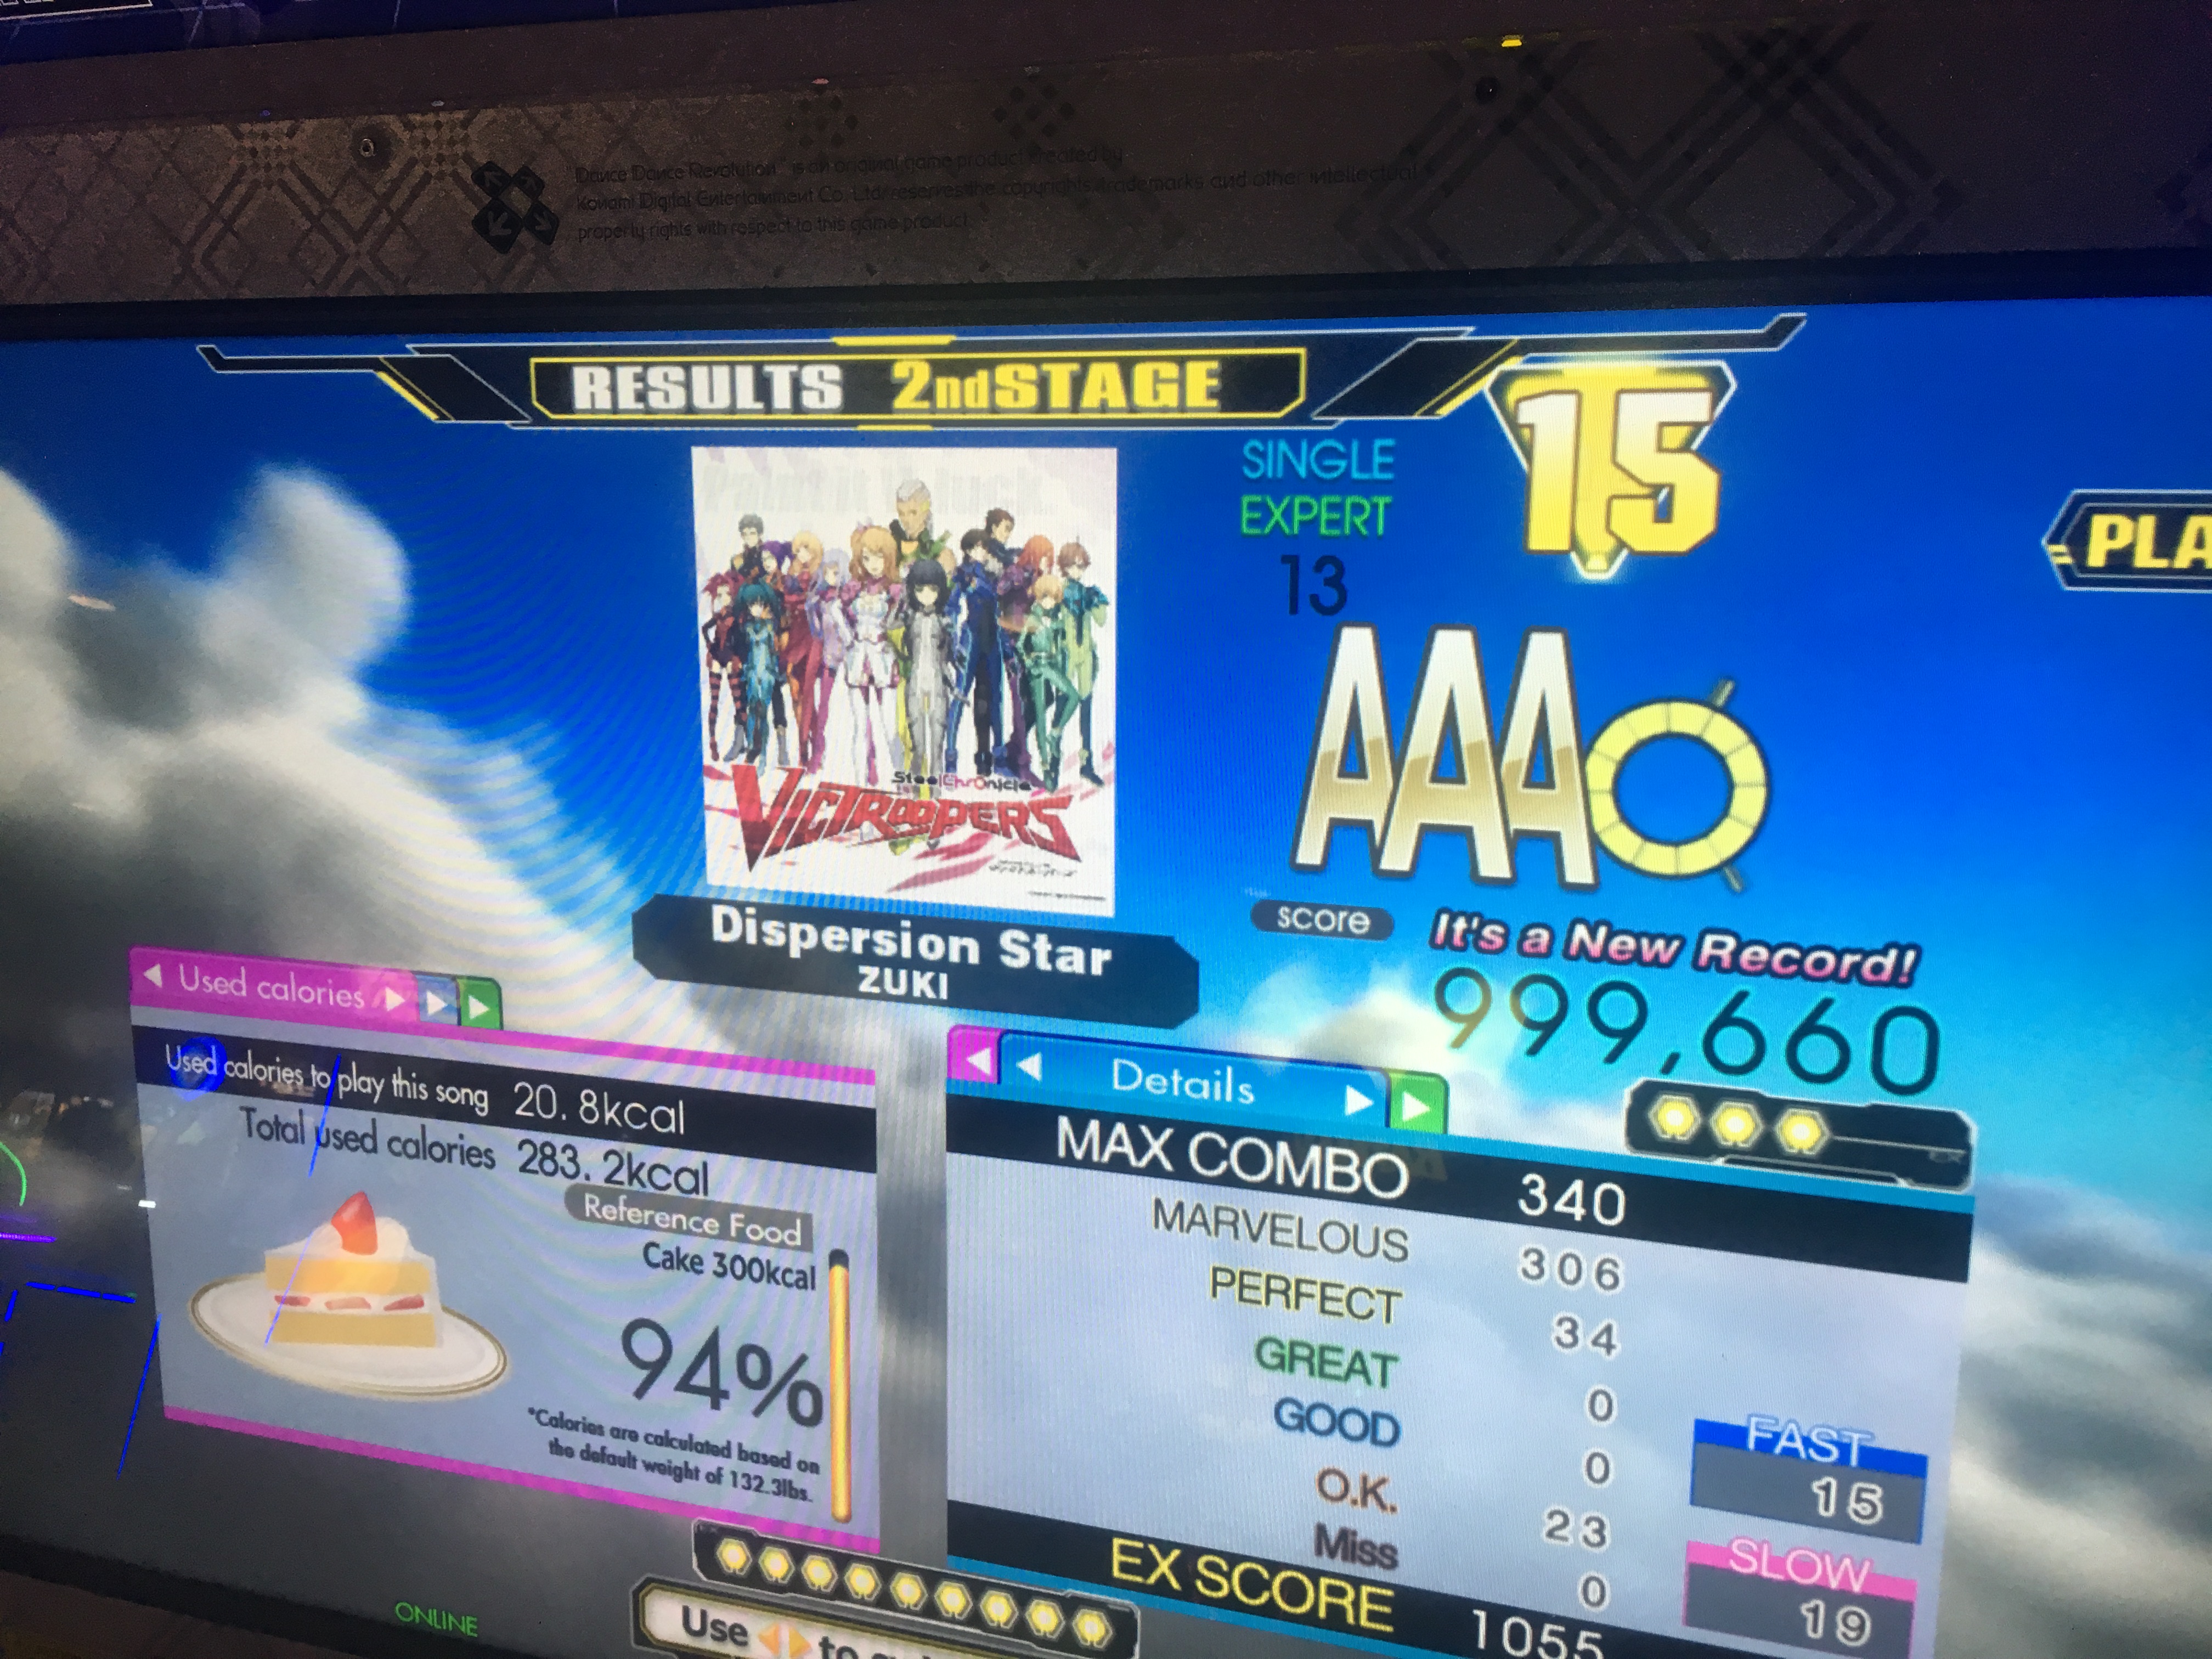 "Dance Dance Revolution" is an original game product created by
Konami Digital Entertainment Co., Ltd. reserves the copyrights, trademarks and other intellectual
property rights with respect to this game product.
RESULTS 2nd STAGE
15
SINGLE
EXPERT
13
PLA
AAA
Steel Chronicle
VICTROOPERS
Dispersion Star
ZUKI
score
It's a New Record!
999,660
Used calories
Used calories to play this song 20.8kcal
Total used calories 283.2kcal
Reference Food
Cake 300kcal
94%
*Calories are calculated based on
the default weight of 132.3lbs.
Details
MAX COMBO 340
MARVELOUS 306
PERFECT 34
GREAT 0
GOOD 0
O.K. 23
Miss 0
EX SCORE 1055
FAST
15
SLOW
19
ONLINE
Use to